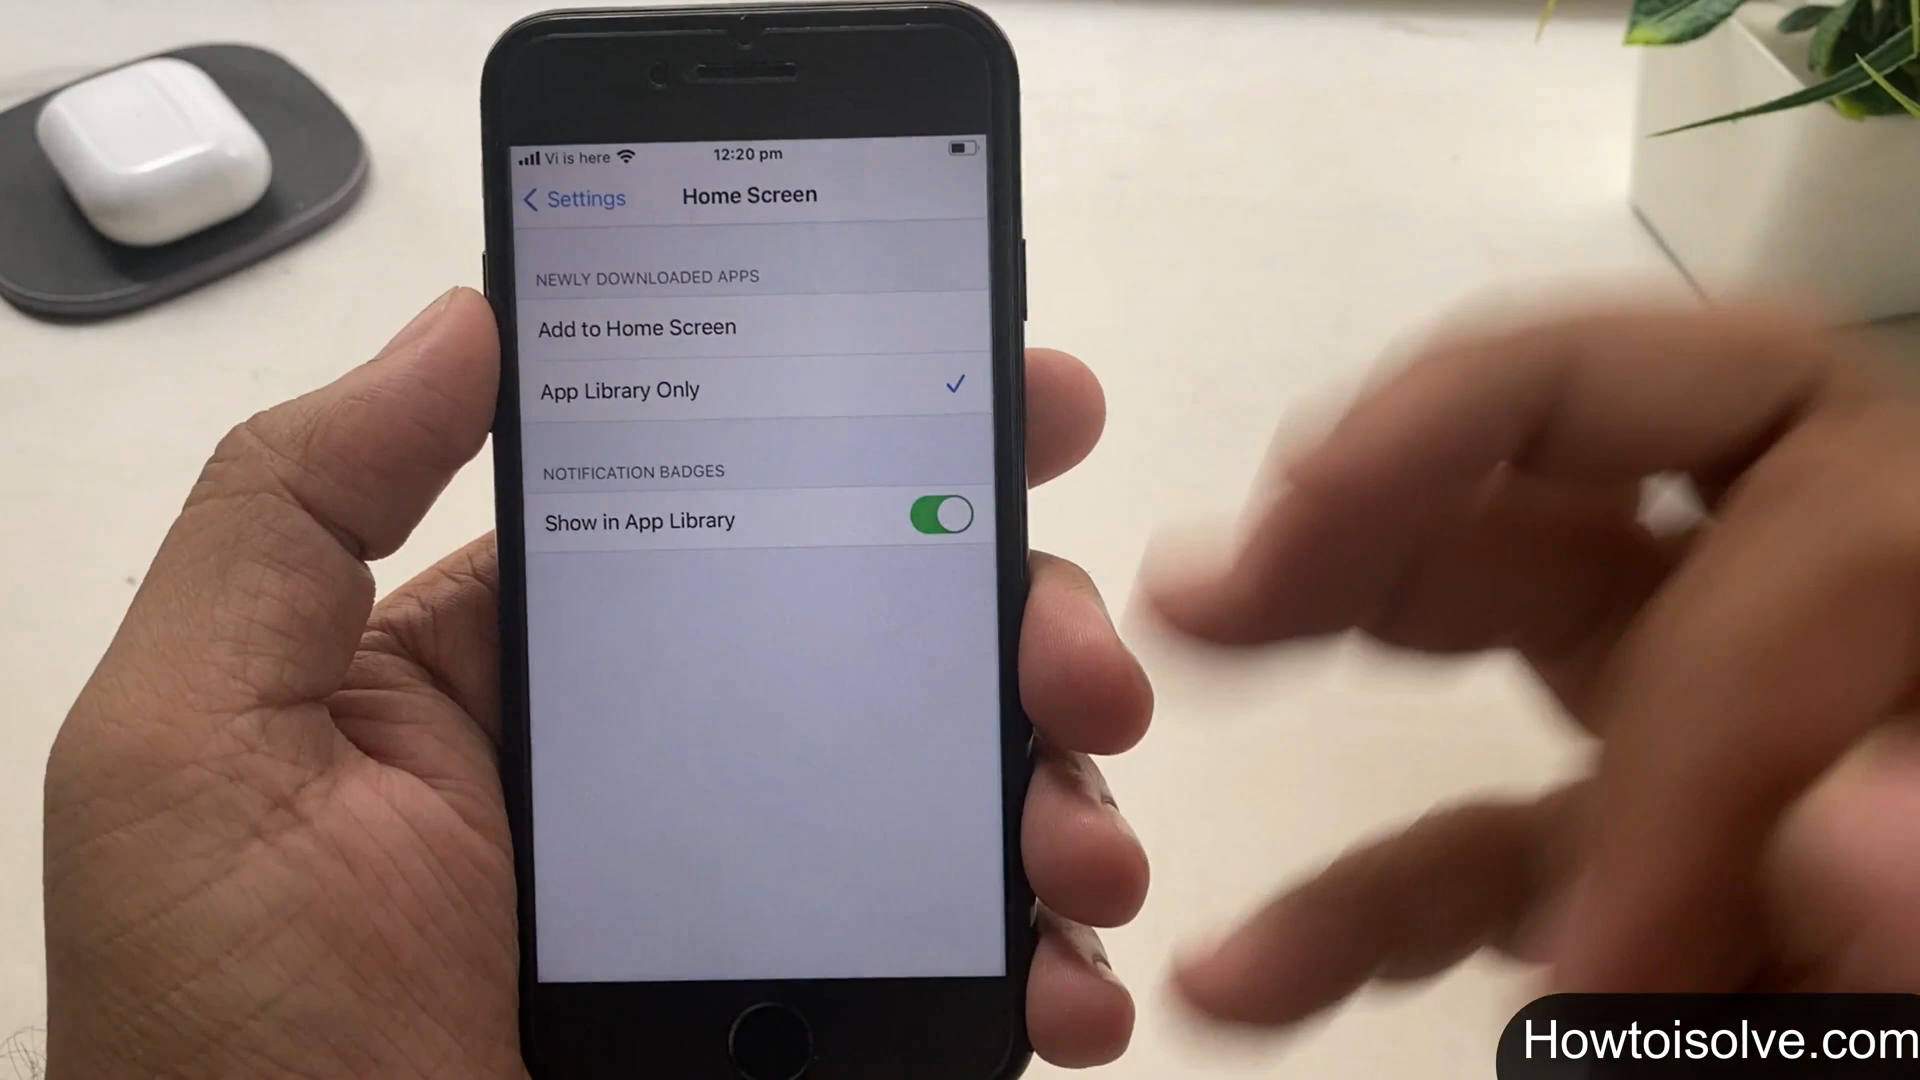 Vi is here
12:20 pm
Settings
Home Screen
NEWLY DOWNLOADED APPS
Add to Home Screen
App Library Only
NOTIFICATION BADGES
Show in App Library
Howtoisolve.com